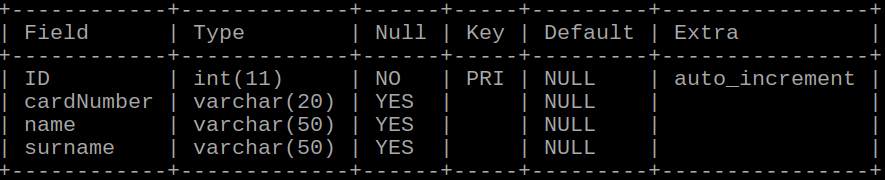 +------------+-------------+------+-----+---------+----------------+
| Field      | Type        | Null | Key | Default | Extra          |
+------------+-------------+------+-----+---------+----------------+
| ID         | int(11)     | NO   | PRI | NULL    | auto_increment |
| cardNumber | varchar(20) | YES  |     | NULL    |                |
| name       | varchar(50) | YES  |     | NULL    |                |
| surname    | varchar(50) | YES  |     | NULL    |                |
+------------+-------------+------+-----+---------+----------------+